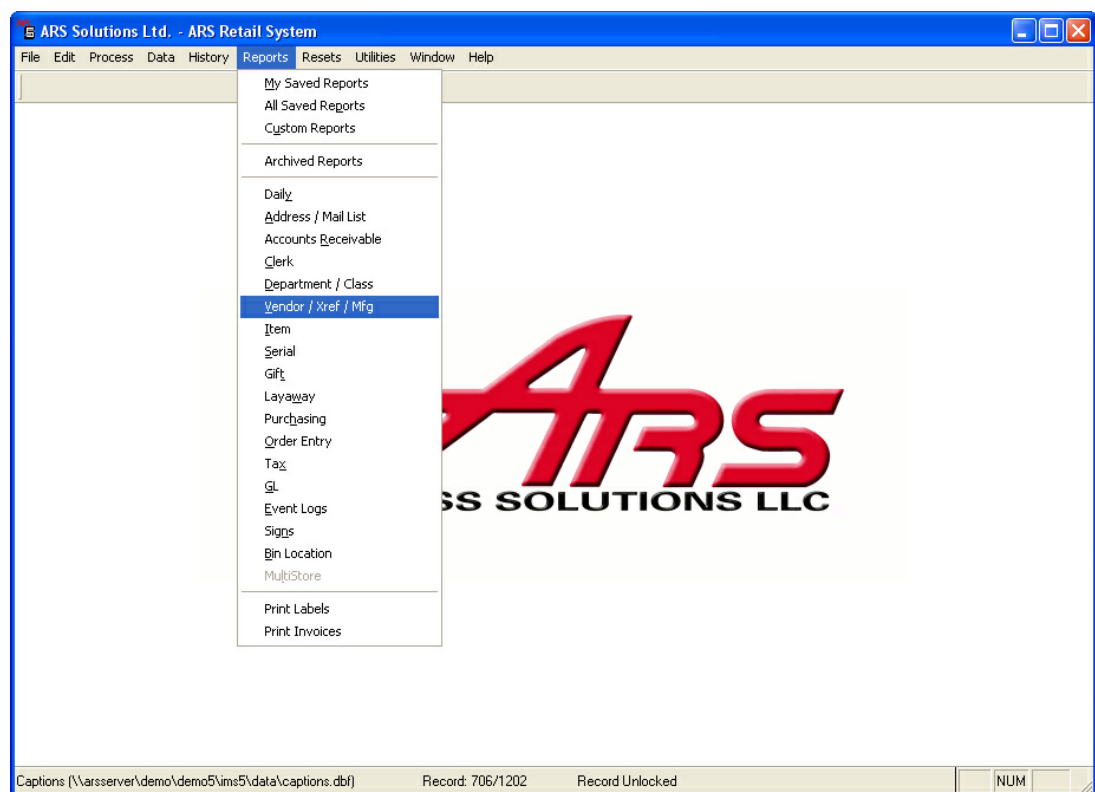 ARS Solutions Ltd. - ARS Retail System
File Edit Process Data History Reports Resets Utilities Window Help
My Saved Reports
All Saved Reports
Custom Reports
Archived Reports
Daily
Address / Mail List
Accounts Receivable
Clerk
Department / Class
Vendor / Xref / Mfg
Item
Serial
Gift
Layaway
Purchasing
Order Entry
Tax
GL
Event Logs
Signs
Bin Location
MultiStore
Print Labels
Print Invoices
ARS
SS SOLUTIONS LLC
Captions (\\arsserver\demo\demo5\ims5\data\captions.dbf) Record: 706/1202 Record Unlocked NUM